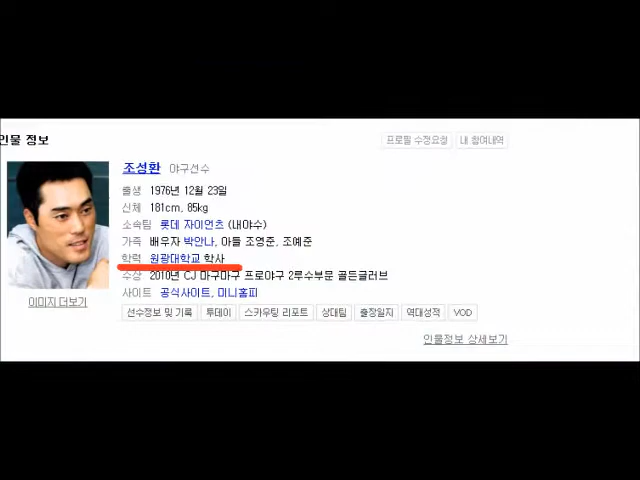 인물 정보
프로필 수정요청 내 참여내역
조성환 야구선수
출생 1976년 12월 23일
신체 181cm, 85kg
소속팀 롯데 자이언츠 (내야수)
가족 배우자 박안나, 아들 조영준, 조예준
학력 원광대학교 학사
수상 2010년 CJ 마구마구 프로야구 2루수부문 골든글러브
사이트 공식사이트, 미니홈피
이미지 더보기
선수정보 및 기록 투데이 스카우팅 리포트 상대팀 출장일지 역대성적 VOD
인물정보 상세보기